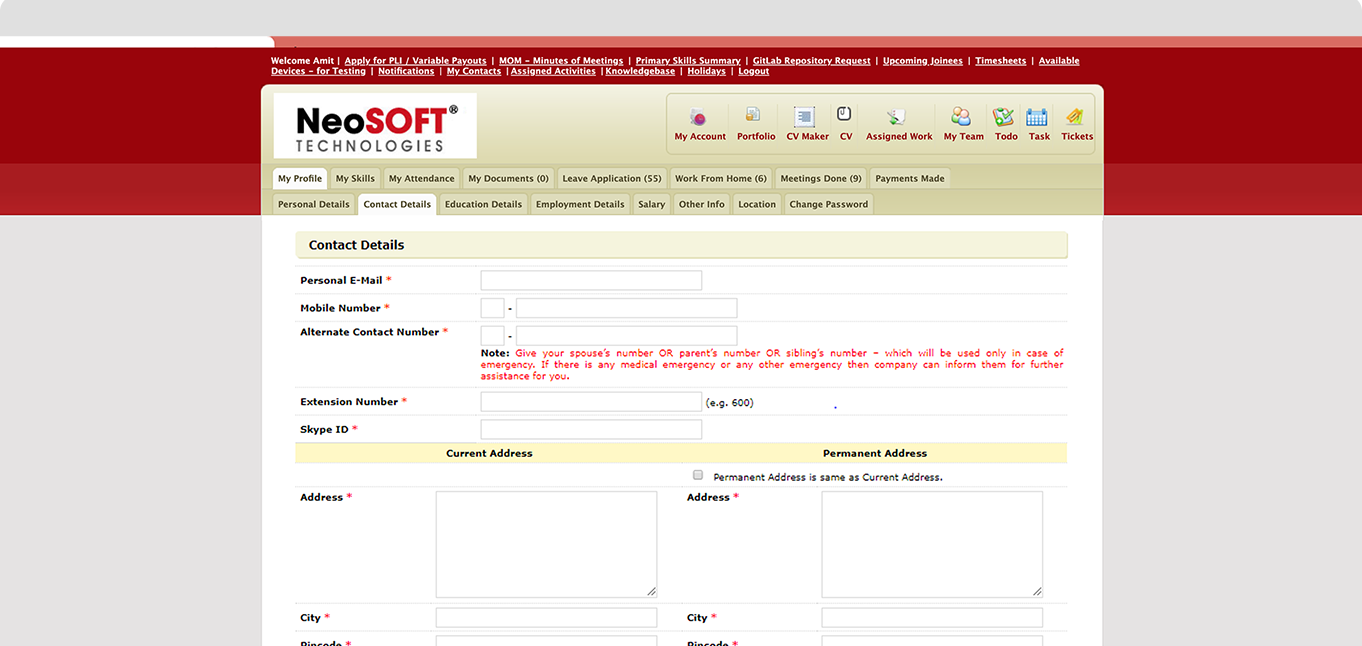 Welcome Amit | Apply for PLI / Variable Payouts | MOM – Minutes of Meetings | Primary Skills Summary | GitLab Repository Request | Upcoming Joinees | Timesheets | Available
Devices – for Testing | Notifications | My Contacts | Assigned Activities | Knowledgebase | Holidays | Logout
NeoSOFT®
TECHNOLOGIES
My Account Portfolio CV Maker CV Assigned Work My Team Todo Task Tickets
My Profile My Skills My Attendance My Documents (0) Leave Application (55) Work From Home (6) Meetings Done (9) Payments Made
Personal Details Contact Details Education Details Employment Details Salary Other Info Location Change Password
Contact Details
Personal E-Mail *
Mobile Number * -
Alternate Contact Number * -
Note: Give your spouse's number OR parent's number OR sibling's number – which will be used only in case of
emergency. If there is any medical emergency or any other emergency then company can inform them for further
assistance for you.
Extension Number * (e.g. 600)
Skype ID *
Current Address Permanent Address
Permanent Address is same as Current Address.
Address * Address *
City * City *
Pincode * Pincode *